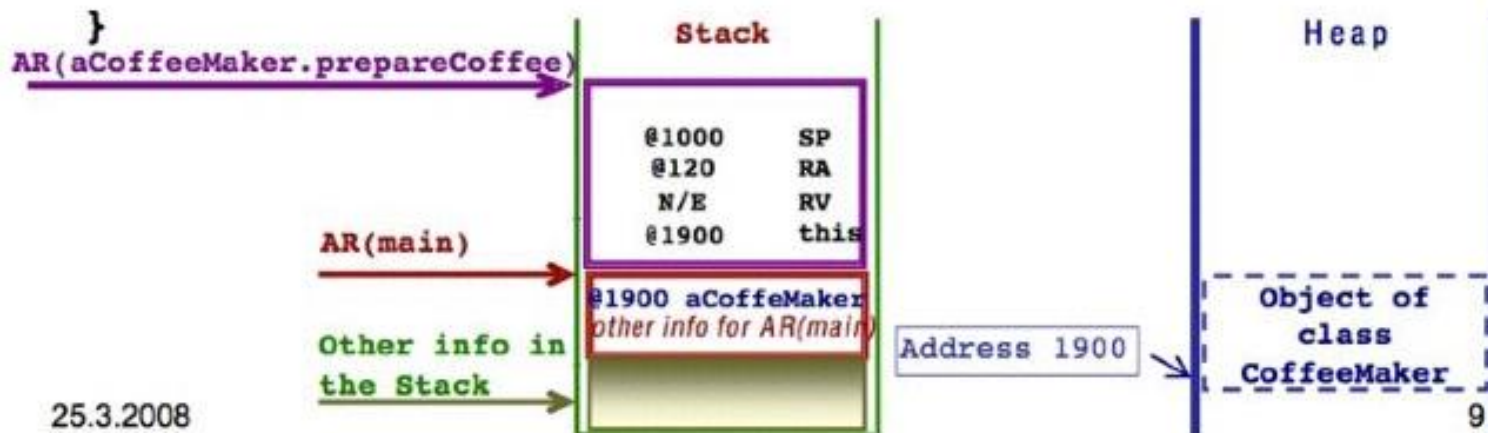 }
AR(aCoffeeMaker.prepareCoffee)
Stack
Heap
@1000 SP
@120 RA
N/E RV
@1900 this
AR(main)
@1900 aCoffeMaker
other info for AR(main)
Other info in
the Stack
Address 1900
Object of
class
CoffeeMaker
25.3.2008
9